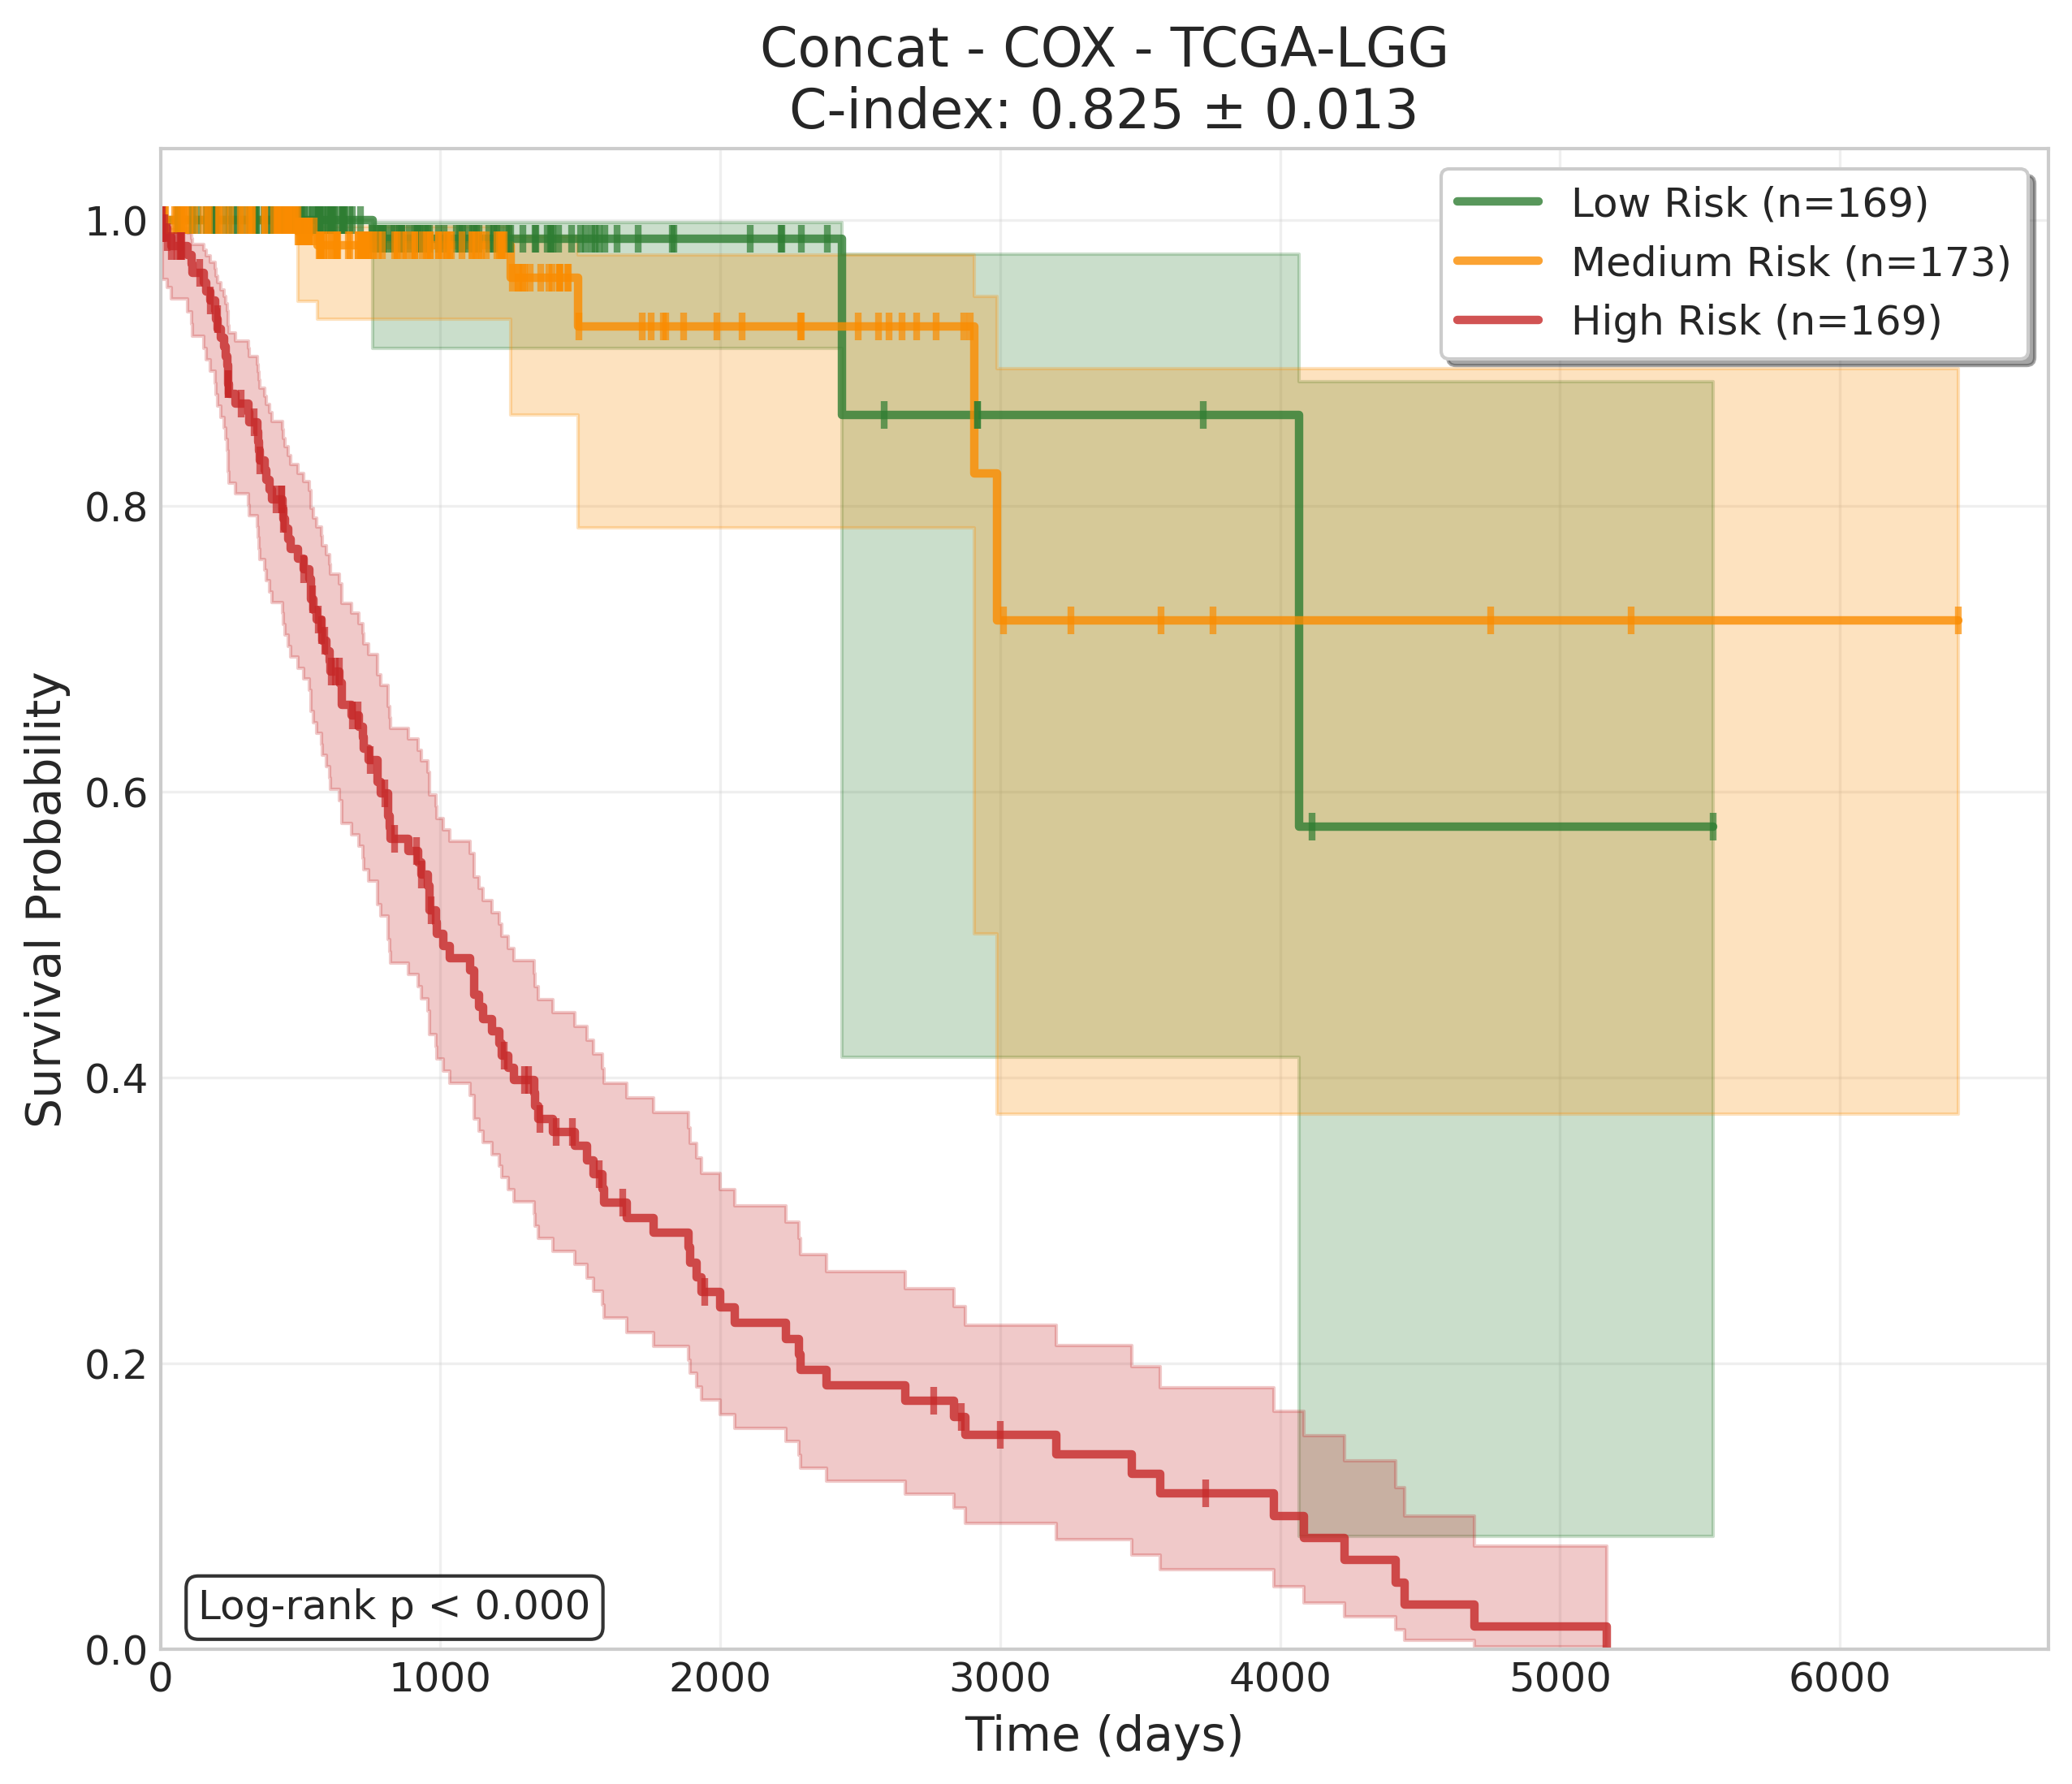 Concat - COX - TCGA-LGG
C-index: 0.825 ± 0.013
Low Risk (n=169)
Medium Risk (n=173)
High Risk (n=169)
Survival Probability
1.0
0.8
0.6
0.4
0.2
0.0
Log-rank p < 0.000
0 1000 2000 3000 4000 5000 6000
Time (days)